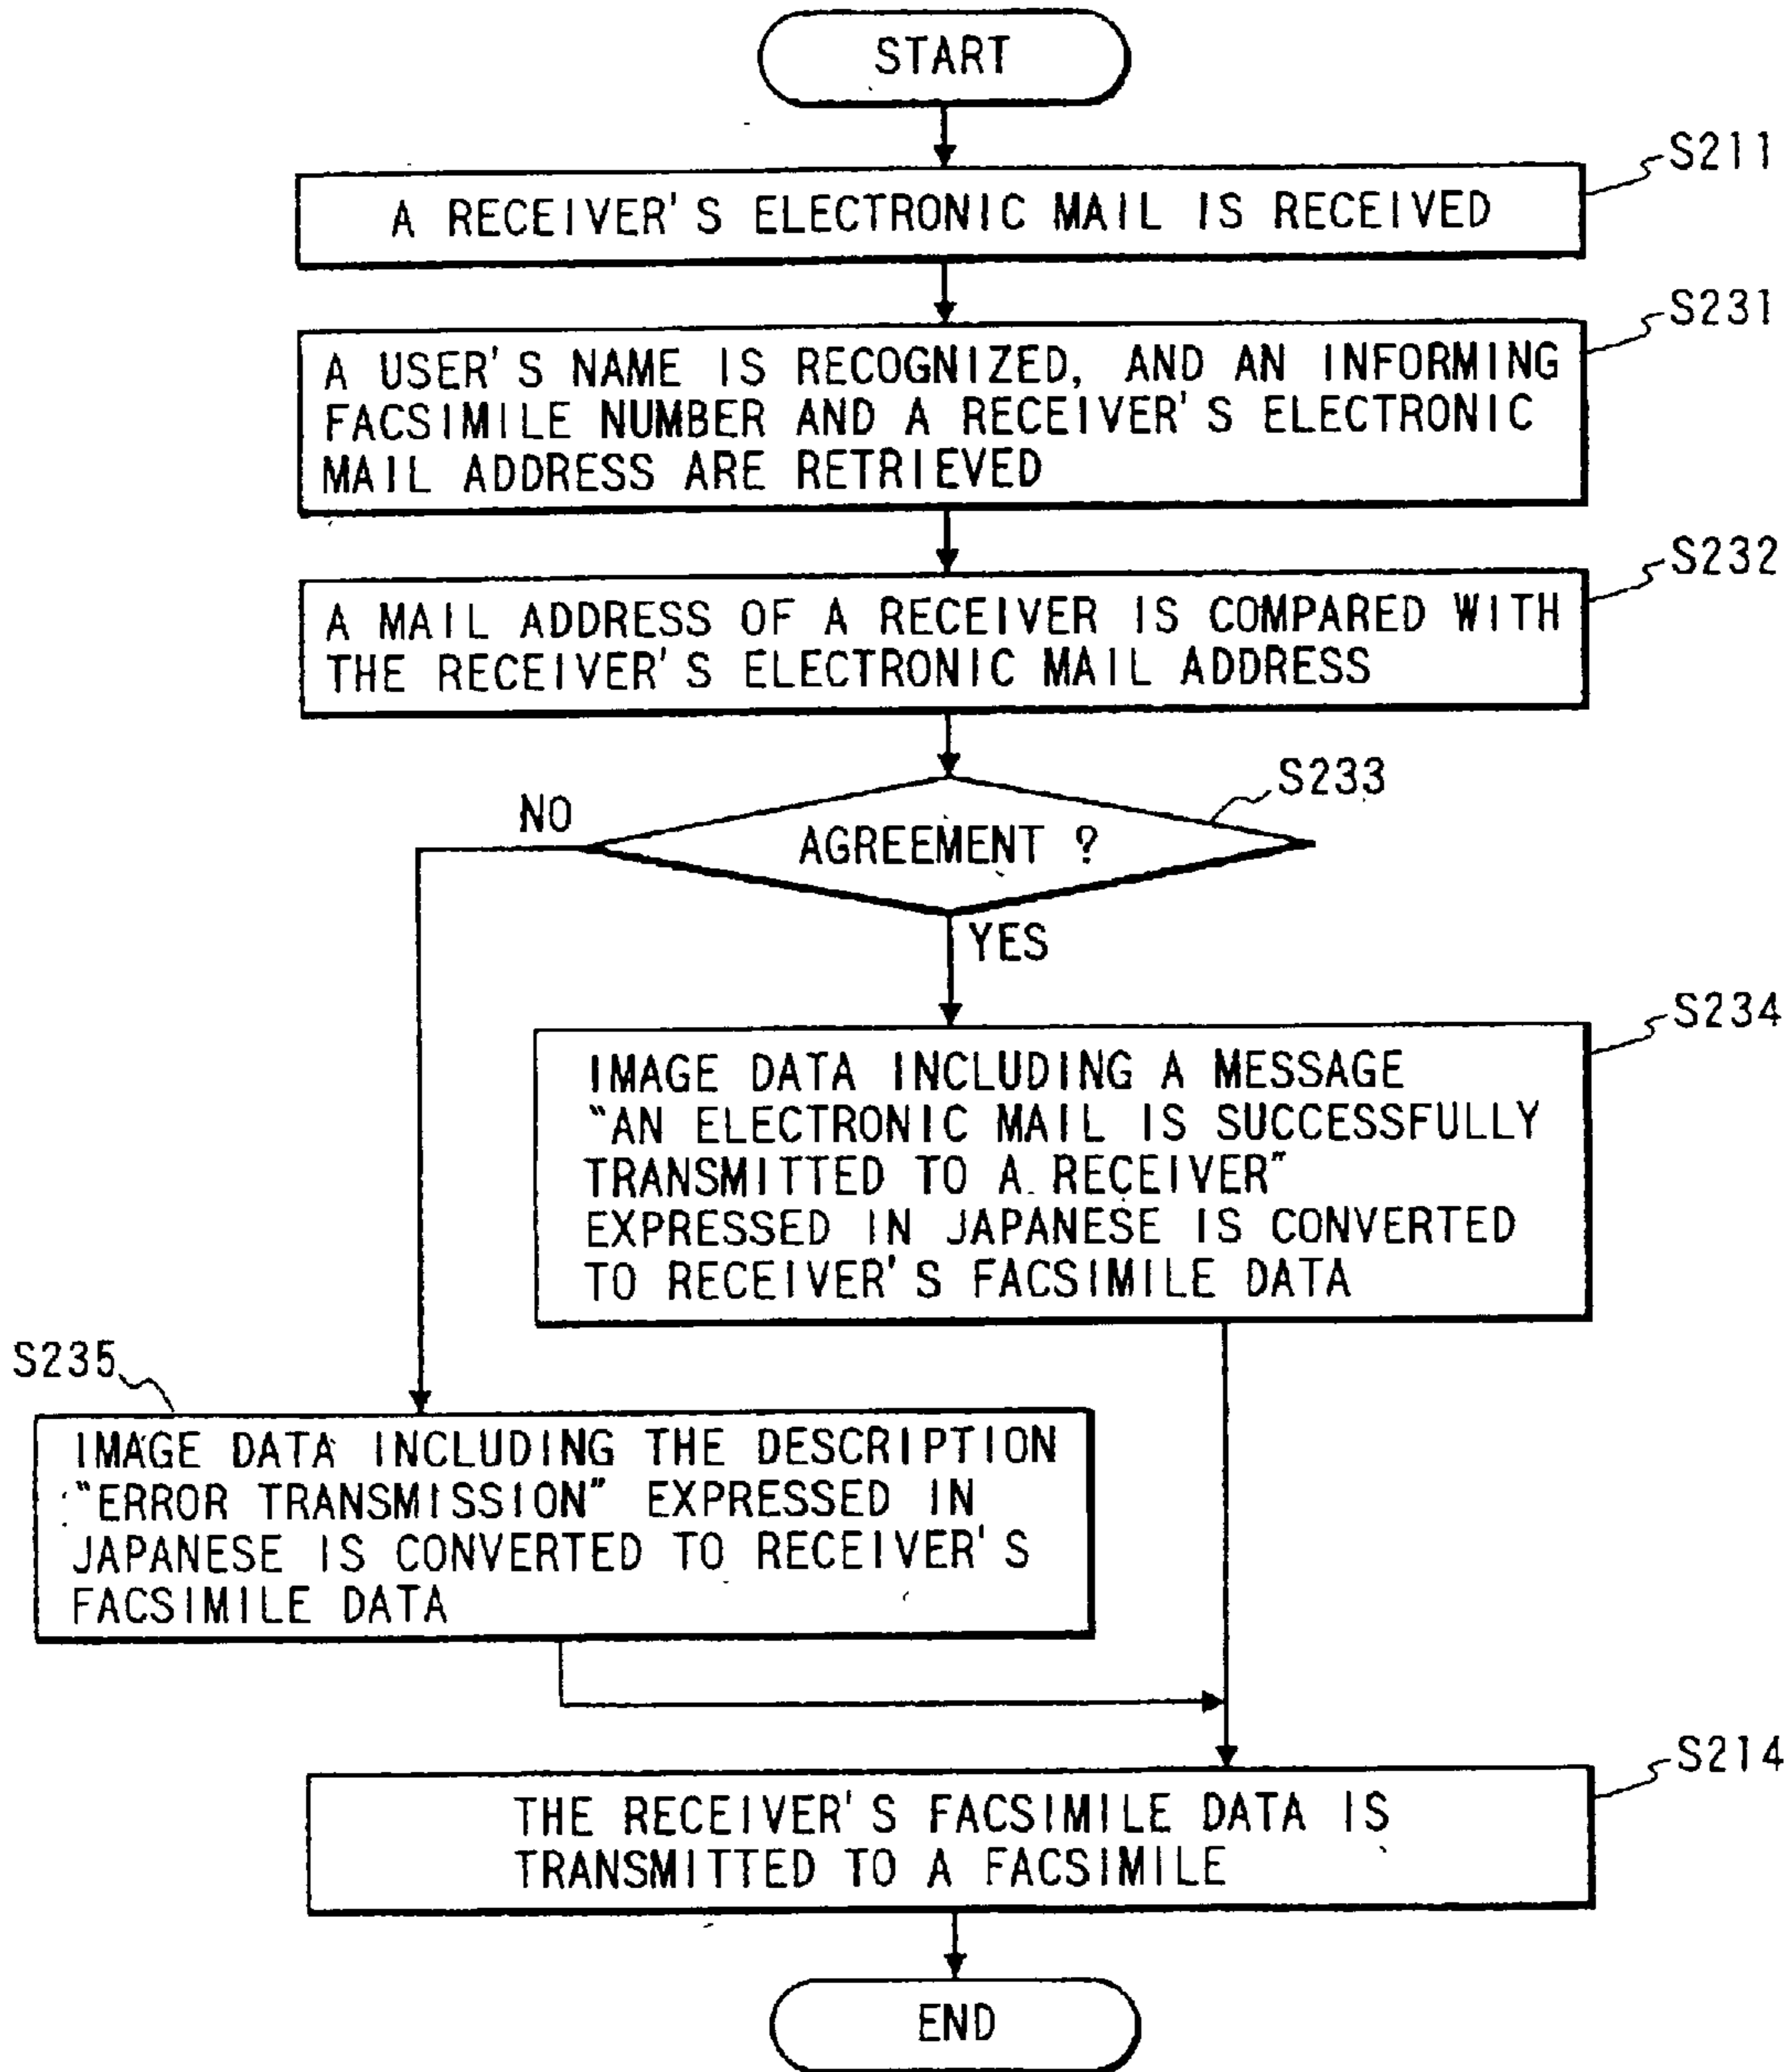 START
S211
A RECEIVER'S ELECTRONIC MAIL IS RECEIVED
S231
A USER'S NAME IS RECOGNIZED, AND AN INFORMING
FACSIMILE NUMBER AND A RECEIVER'S ELECTRONIC
MAIL ADDRESS ARE RETRIEVED
S232
A MAIL ADDRESS OF A RECEIVER IS COMPARED WITH
THE RECEIVER'S ELECTRONIC MAIL ADDRESS
S233
NO
AGREEMENT ?
YES
S234
IMAGE DATA INCLUDING A MESSAGE
"AN ELECTRONIC MAIL IS SUCCESSFULLY
TRANSMITTED TO A RECEIVER"
EXPRESSED IN JAPANESE IS CONVERTED
TO RECEIVER'S FACSIMILE DATA
S235
IMAGE DATA INCLUDING THE DESCRIPTION
"ERROR TRANSMISSION" EXPRESSED IN
JAPANESE IS CONVERTED TO RECEIVER'S
FACSIMILE DATA
S214
THE RECEIVER'S FACSIMILE DATA IS
TRANSMITTED TO A FACSIMILE
END